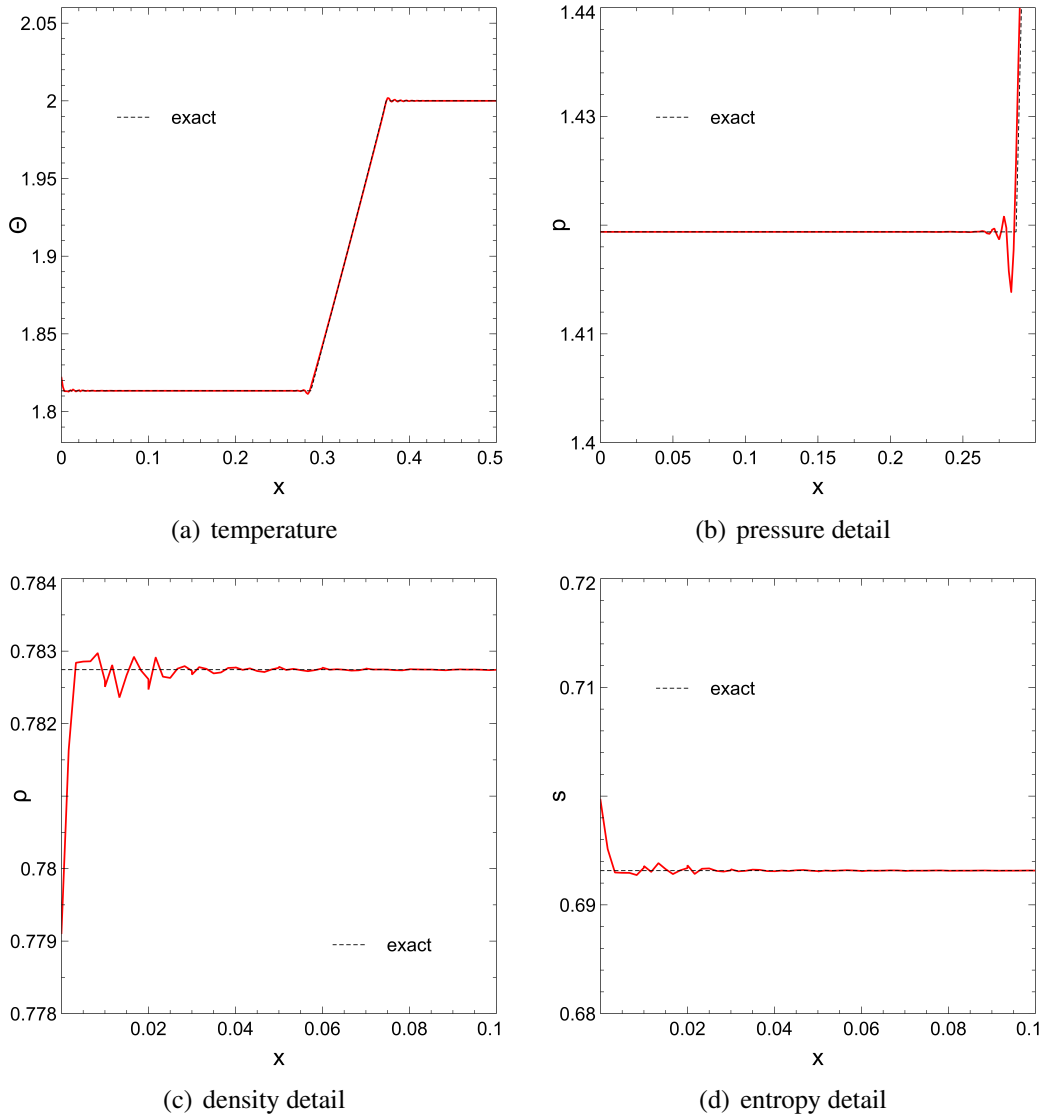 2.05
2
1.95
1.9
1.85
1.8
Θ
exact
0
0.1
0.2
0.3
0.4
0.5
x
(a) temperature
1.44
1.43
1.41
1.4
p
exact
0
0.05
0.1
0.15
0.2
0.25
x
(b) pressure detail
0.784
0.783
0.782
0.78
0.779
0.778
ρ
exact
0.02
0.04
0.06
0.08
0.1
x
(c) density detail
0.72
0.71
0.69
0.68
s
exact
0.02
0.04
0.06
0.08
0.1
x
(d) entropy detail